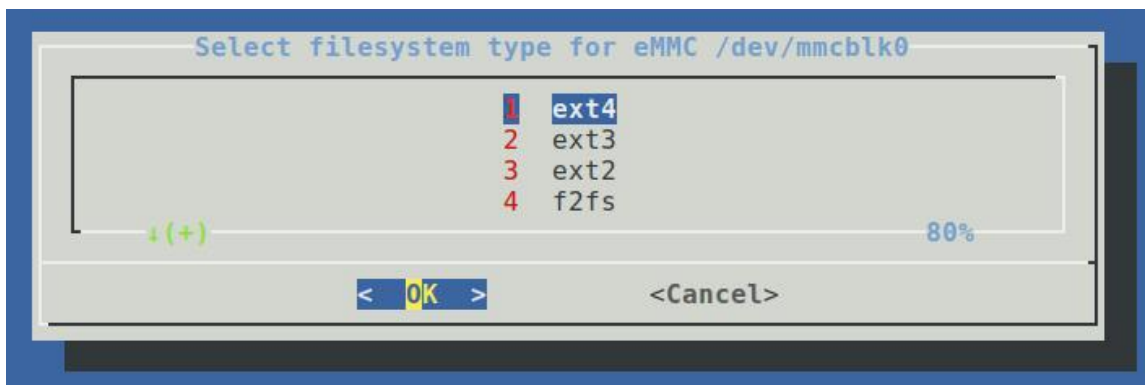 Select filesystem type for eMMC /dev/mmcblk0
1 ext4
2 ext3
3 ext2
4 f2fs
↓(+) 80%
< OK > <Cancel>